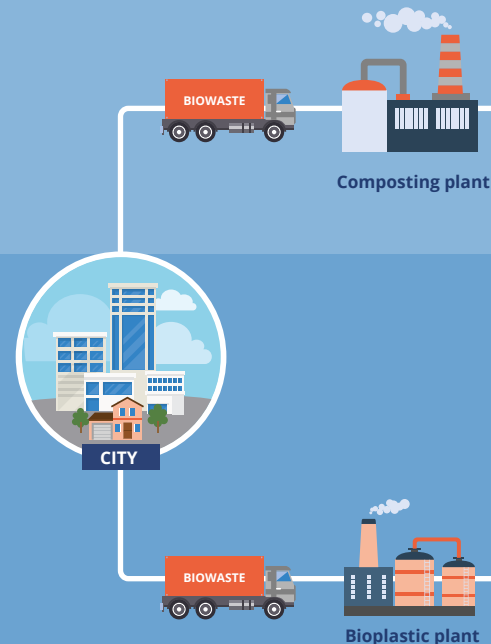 BIOWASTE
Composting plant
CITY
BIOWASTE
Bioplastic plant